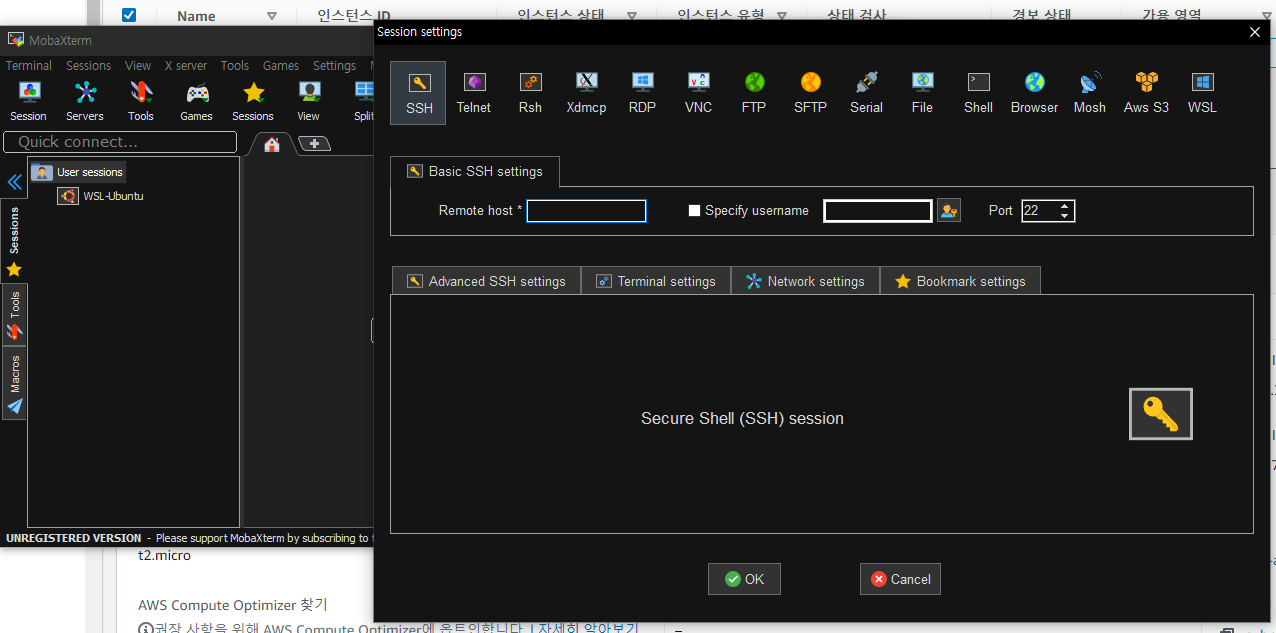 Name
인스턴스 ID
인스턴스 상태
인스턴스 유형
상태 검사
경보 상태
가용 영역
MobaXterm
Terminal Sessions View X server Tools Games Settings
Session Servers Tools Games Sessions View Split
Quick connect...
User sessions
WSL-Ubuntu
Sessions
Tools
Macros
UNREGISTERED VERSION - Please support MobaXterm by subscribing to
Session settings
SSH Telnet Rsh Xdmcp RDP VNC FTP SFTP Serial File Shell Browser Mosh Aws S3 WSL
Basic SSH settings
Remote host * Specify username Port 22
Advanced SSH settings Terminal settings Network settings Bookmark settings
Secure Shell (SSH) session
OK Cancel
t2.micro
AWS Compute Optimizer 찾기
권장 사항을 위해 AWS Compute Optimizer에 옵트인합니다. | 자세히 알아보기